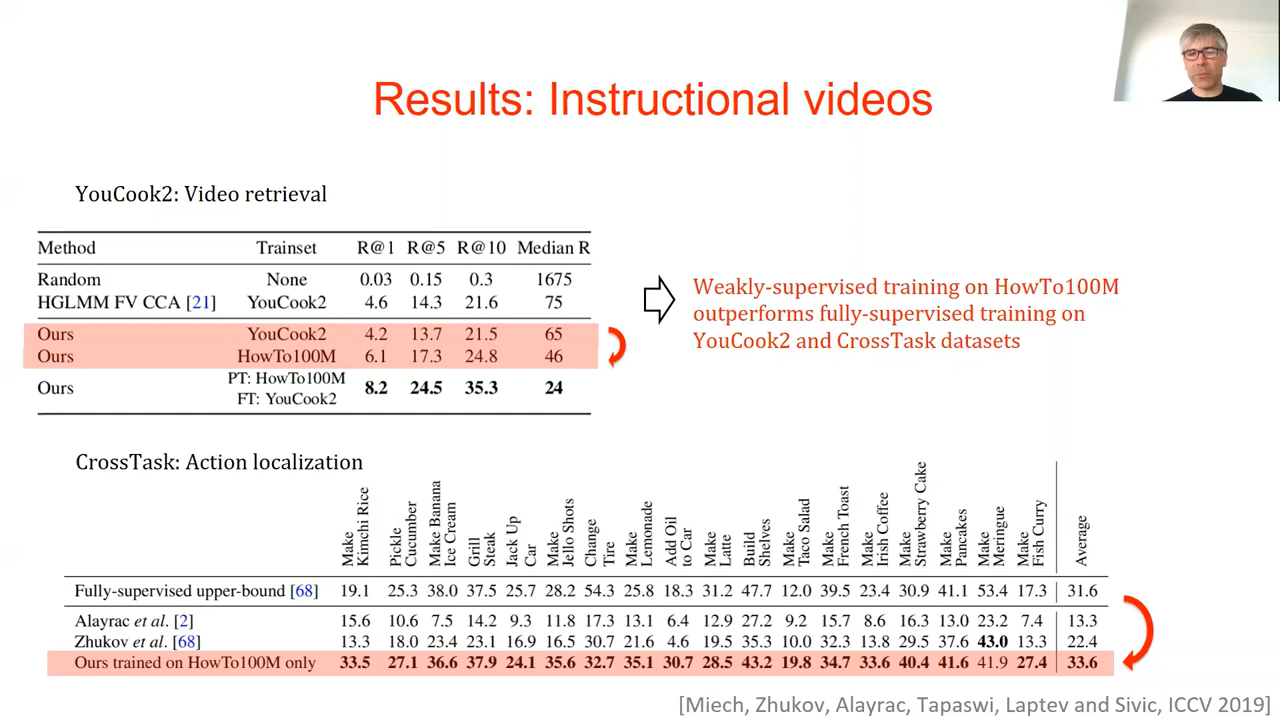 Results: Instructional videos
YouCook2: Video retrieval
Method Trainset R@1 R@5 R@10 Median R
Random None 0.03 0.15 0.3 1675
HGLMM FV CCA [21] YouCook2 4.6 14.3 21.6 75
Ours YouCook2 4.2 13.7 21.5 65
Ours HowTo100M 6.1 17.3 24.8 46
Ours PT: HowTo100M FT: YouCook2 8.2 24.5 35.3 24
Weakly-supervised training on HowTo100M
outperforms fully-supervised training on
YouCook2 and CrossTask datasets
CrossTask: Action localization
Make Kimchi Rice
Pickle Cucumber
Make Banana Ice Cream
Grill Steak
Jack Up Car
Make Jello Shots
Change Tire
Make Lemonade
Add Oil to Car
Make Latte
Build Shelves
Make Taco Salad
Make French Toast
Make Irish Coffee
Make Strawberry Cake
Make Pancakes
Make Meringue
Make Fish Curry
Average
Fully-supervised upper-bound [68] 19.1 25.3 38.0 37.5 25.7 28.2 54.3 25.8 18.3 31.2 47.7 12.0 39.5 23.4 30.9 41.1 53.4 17.3 31.6
Alayrac et al. [2] 15.6 10.6 7.5 14.2 9.3 11.8 17.3 13.1 6.4 12.9 27.2 9.2 15.7 8.6 16.3 13.0 23.2 7.4 13.3
Zhukov et al. [68] 13.3 18.0 23.4 23.1 16.9 16.5 30.7 21.6 4.6 19.5 35.3 10.0 32.3 13.8 29.5 37.6 43.0 13.3 22.4
Ours trained on HowTo100M only 33.5 27.1 36.6 37.9 24.1 35.6 32.7 35.1 30.7 28.5 43.2 19.8 34.7 33.6 40.4 41.6 41.9 27.4 33.6
[Miech, Zhukov, Alayrac, Tapaswi, Laptev and Sivic, ICCV 2019]